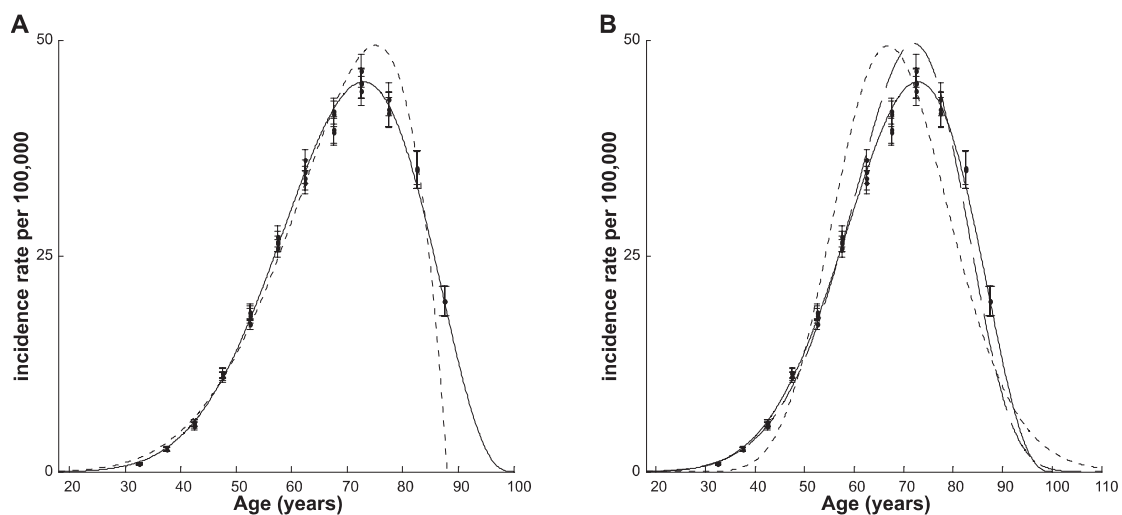 A
50
25
0
incidence rate per 100,000
20 30 40 50 60 70 80 90 100
Age (years)
B
50
25
0
incidence rate per 100,000
20 30 40 50 60 70 80 90 100 110
Age (years)